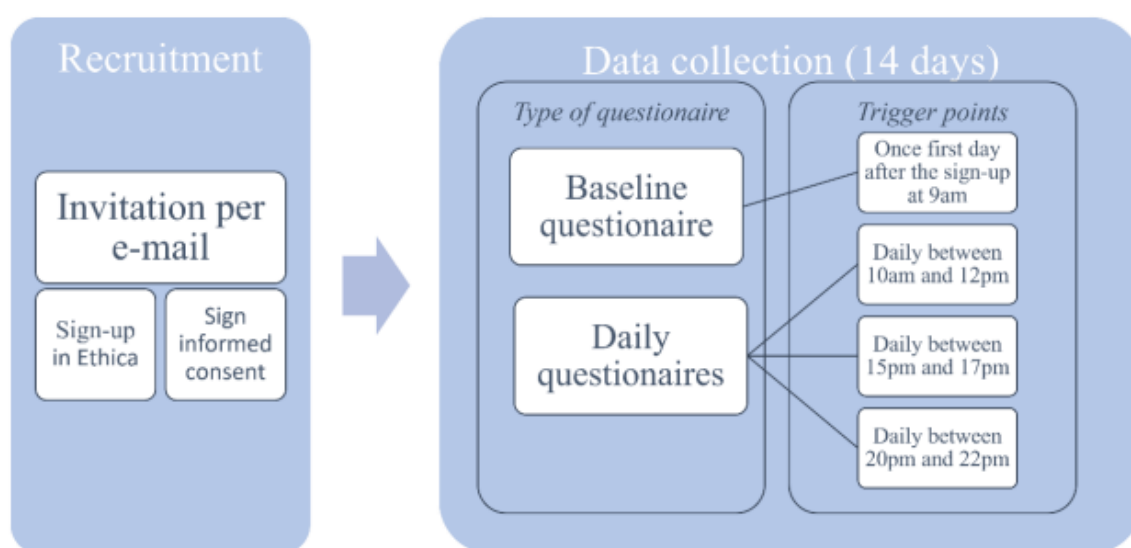 Recruitment
Invitation per
e-mail
Sign-up
in Ethica
Sign
informed
consent
Data collection (14 days)
Type of questionaire
Baseline
questionaire
Daily
questionaires
Trigger points
Once first day
after the sign-up
at 9am
Daily between
10am and 12pm
Daily between
15pm and 17pm
Daily between
20pm and 22pm